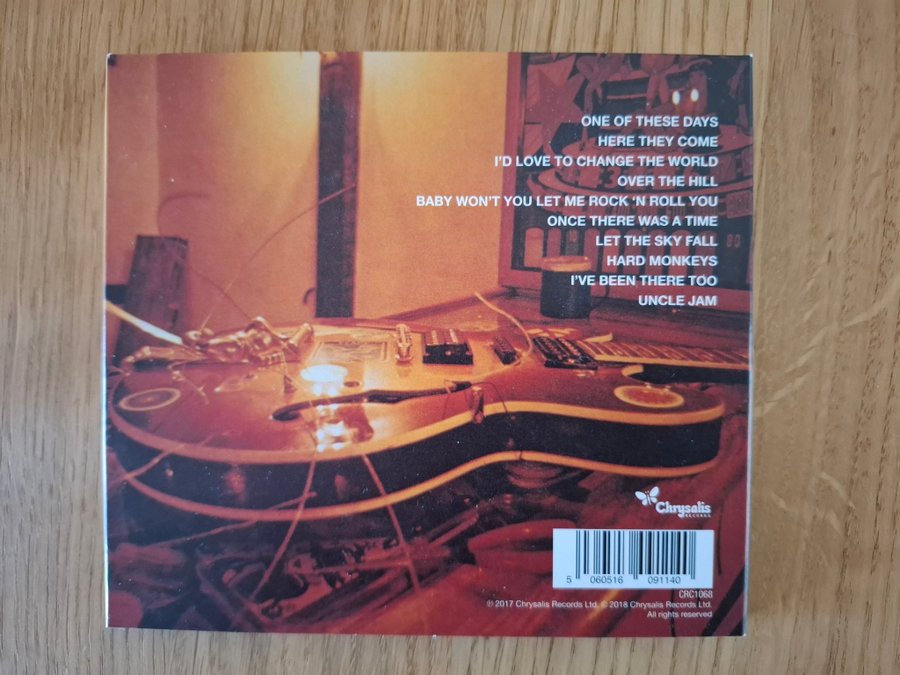 ONE OF THESE DAYS
HERE THEY COME
I'D LOVE TO CHANGE THE WORLD
OVER THE HILL
BABY WON'T YOU LET ME ROCK 'N ROLL YOU
ONCE THERE WAS A TIME
LET THE SKY FALL
HARD MONKEYS
I'VE BEEN THERE TOO
UNCLE JAM
Chrysalis
RECORDS
5 060516 091140
CRC1068
℗ 2017 Chrysalis Records Ltd. © 2018 Chrysalis Records Ltd.
All rights reserved